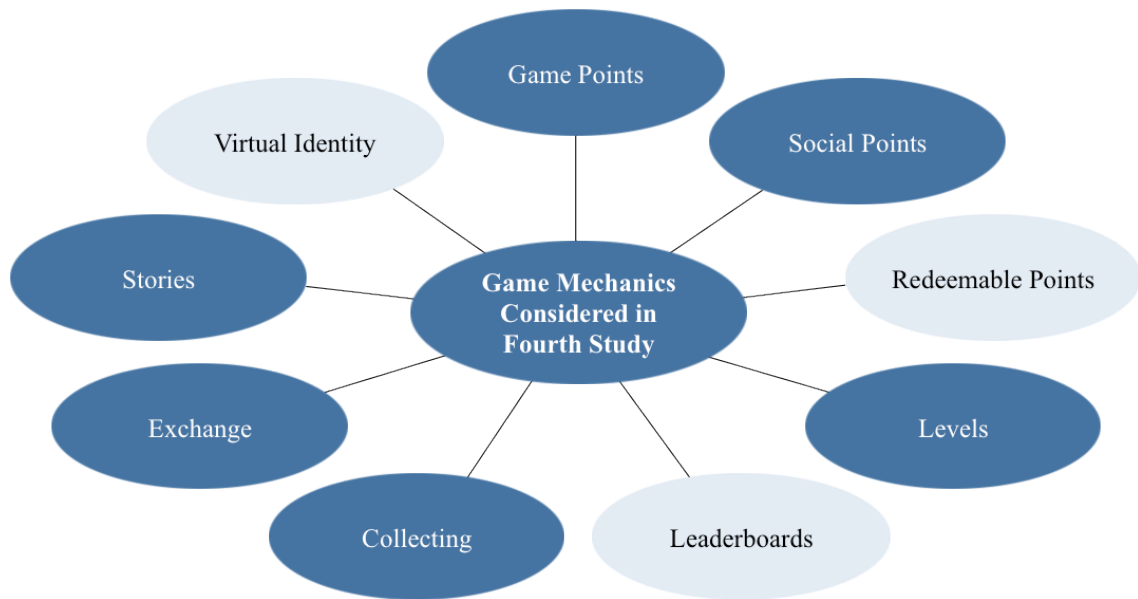 Game Points
Virtual Identity
Social Points
Stories
Game Mechanics
Considered in
Fourth Study
Redeemable Points
Exchange
Levels
Collecting
Leaderboards